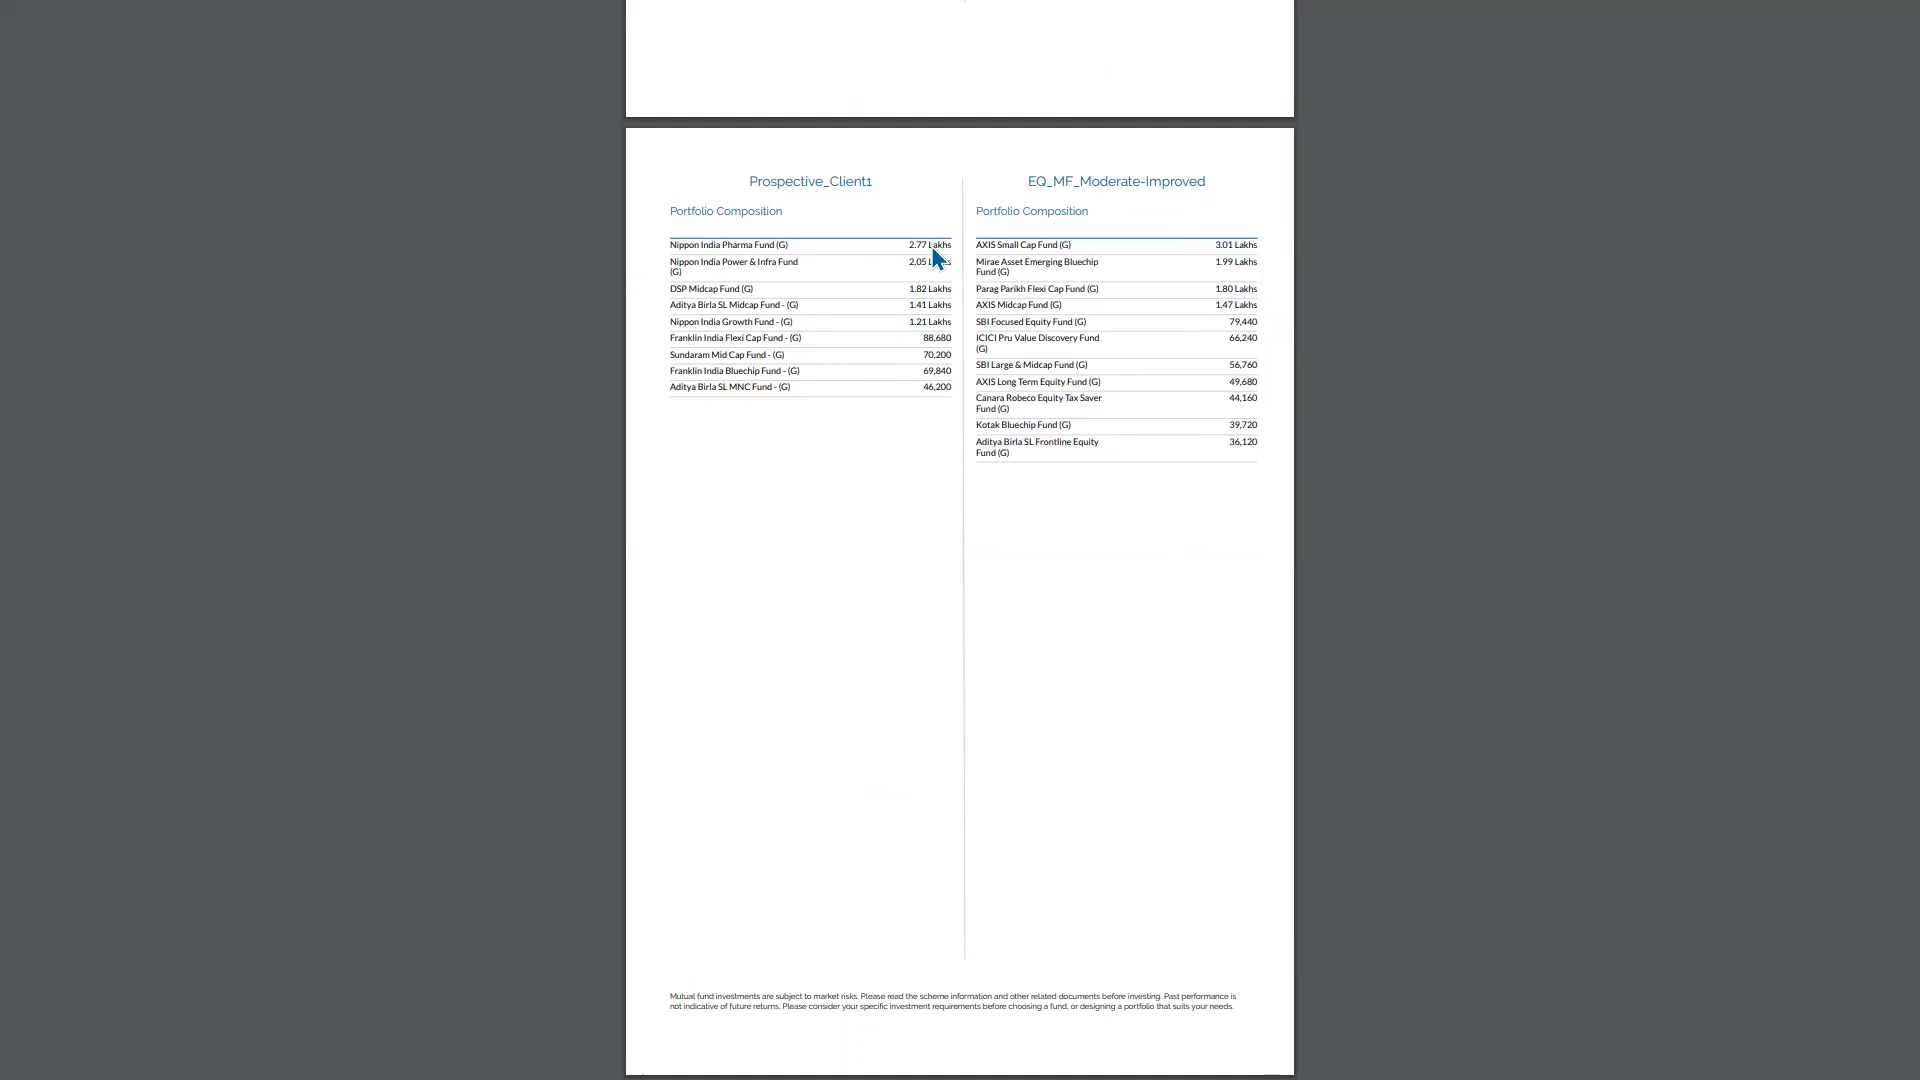 Prospective_Client1
Portfolio Composition
Nippon India Pharma Fund (G) 2.77 Lakhs
Nippon India Power & Infra Fund 2.05
(G)
DSP Midcap Fund (G) 1.82 Lakhs
Aditya Birla SL Midcap Fund - (G) 1.41 Lakhs
Nippon India Growth Fund - (G) 1.21 Lakhs
Franklin India Flexi Cap Fund - (G) 88,680
Sundaram Mid Cap Fund - (G) 70,200
Franklin India Bluechip Fund - (G) 69,840
Aditya Birla SL MNC Fund - (G) 46,200
EQ_MF_Moderate-Improved
Portfolio Composition
AXIS Small Cap Fund (G) 3.01 Lakhs
Mirae Asset Emerging Bluechip 1.99 Lakhs
Fund (G)
Parag Parikh Flexi Cap Fund (G) 1.80 Lakhs
AXIS Midcap Fund (G) 1.47 Lakhs
SBI Focused Equity Fund (G) 79,440
ICICI Pru Value Discovery Fund 66,240
(G)
SBI Large & Midcap Fund (G) 56,760
AXIS Long Term Equity Fund (G) 49,680
Canara Robeco Equity Tax Saver 44,160
Fund (G)
Kotak Bluechip Fund (G) 39,720
Aditya Birla SL Frontline Equity 36,120
Fund (G)
Mutual fund investments are subject to market risks. Please read the scheme information and other related documents before investing. Past performance is
not indicative of future returns. Please consider your specific investment requirements before choosing a fund, or designing a portfolio that suits your needs.